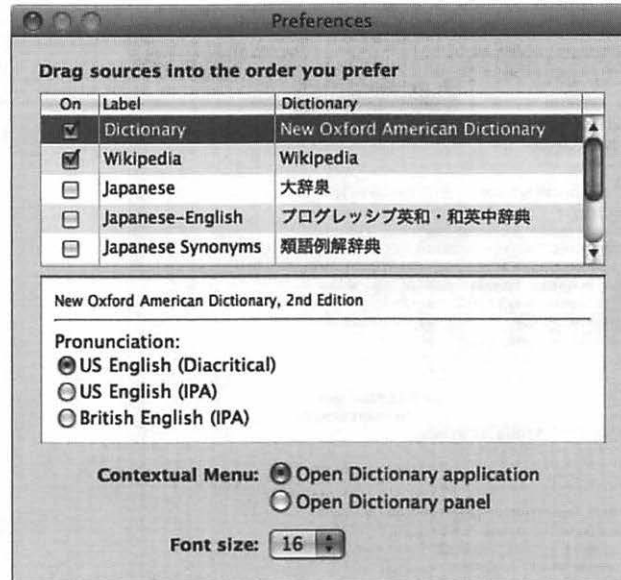 Preferences
Drag sources into the order you prefer
On Label Dictionary
Dictionary New Oxford American Dictionary
Wikipedia Wikipedia
Japanese 大辞泉
Japanese-English プログレッシブ英和・和英中辞典
Japanese Synonyms 類語例解辞典
New Oxford American Dictionary, 2nd Edition
Pronunciation:
US English (Diacritical)
US English (IPA)
British English (IPA)
Contextual Menu: Open Dictionary application
Open Dictionary panel
Font size: 16